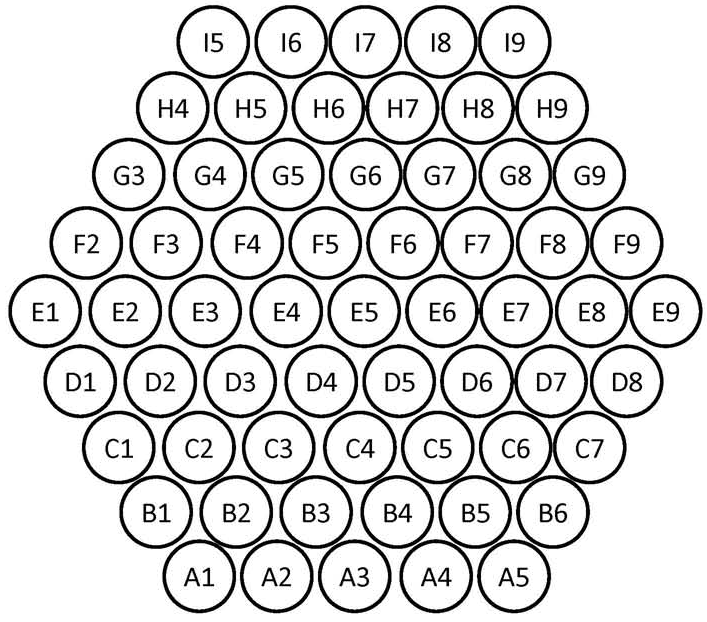 I5 I6 I7 I8 I9
H4 H5 H6 H7 H8 H9
G3 G4 G5 G6 G7 G8 G9
F2 F3 F4 F5 F6 F7 F8 F9
E1 E2 E3 E4 E5 E6 E7 E8 E9
D1 D2 D3 D4 D5 D6 D7 D8
C1 C2 C3 C4 C5 C6 C7
B1 B2 B3 B4 B5 B6
A1 A2 A3 A4 A5